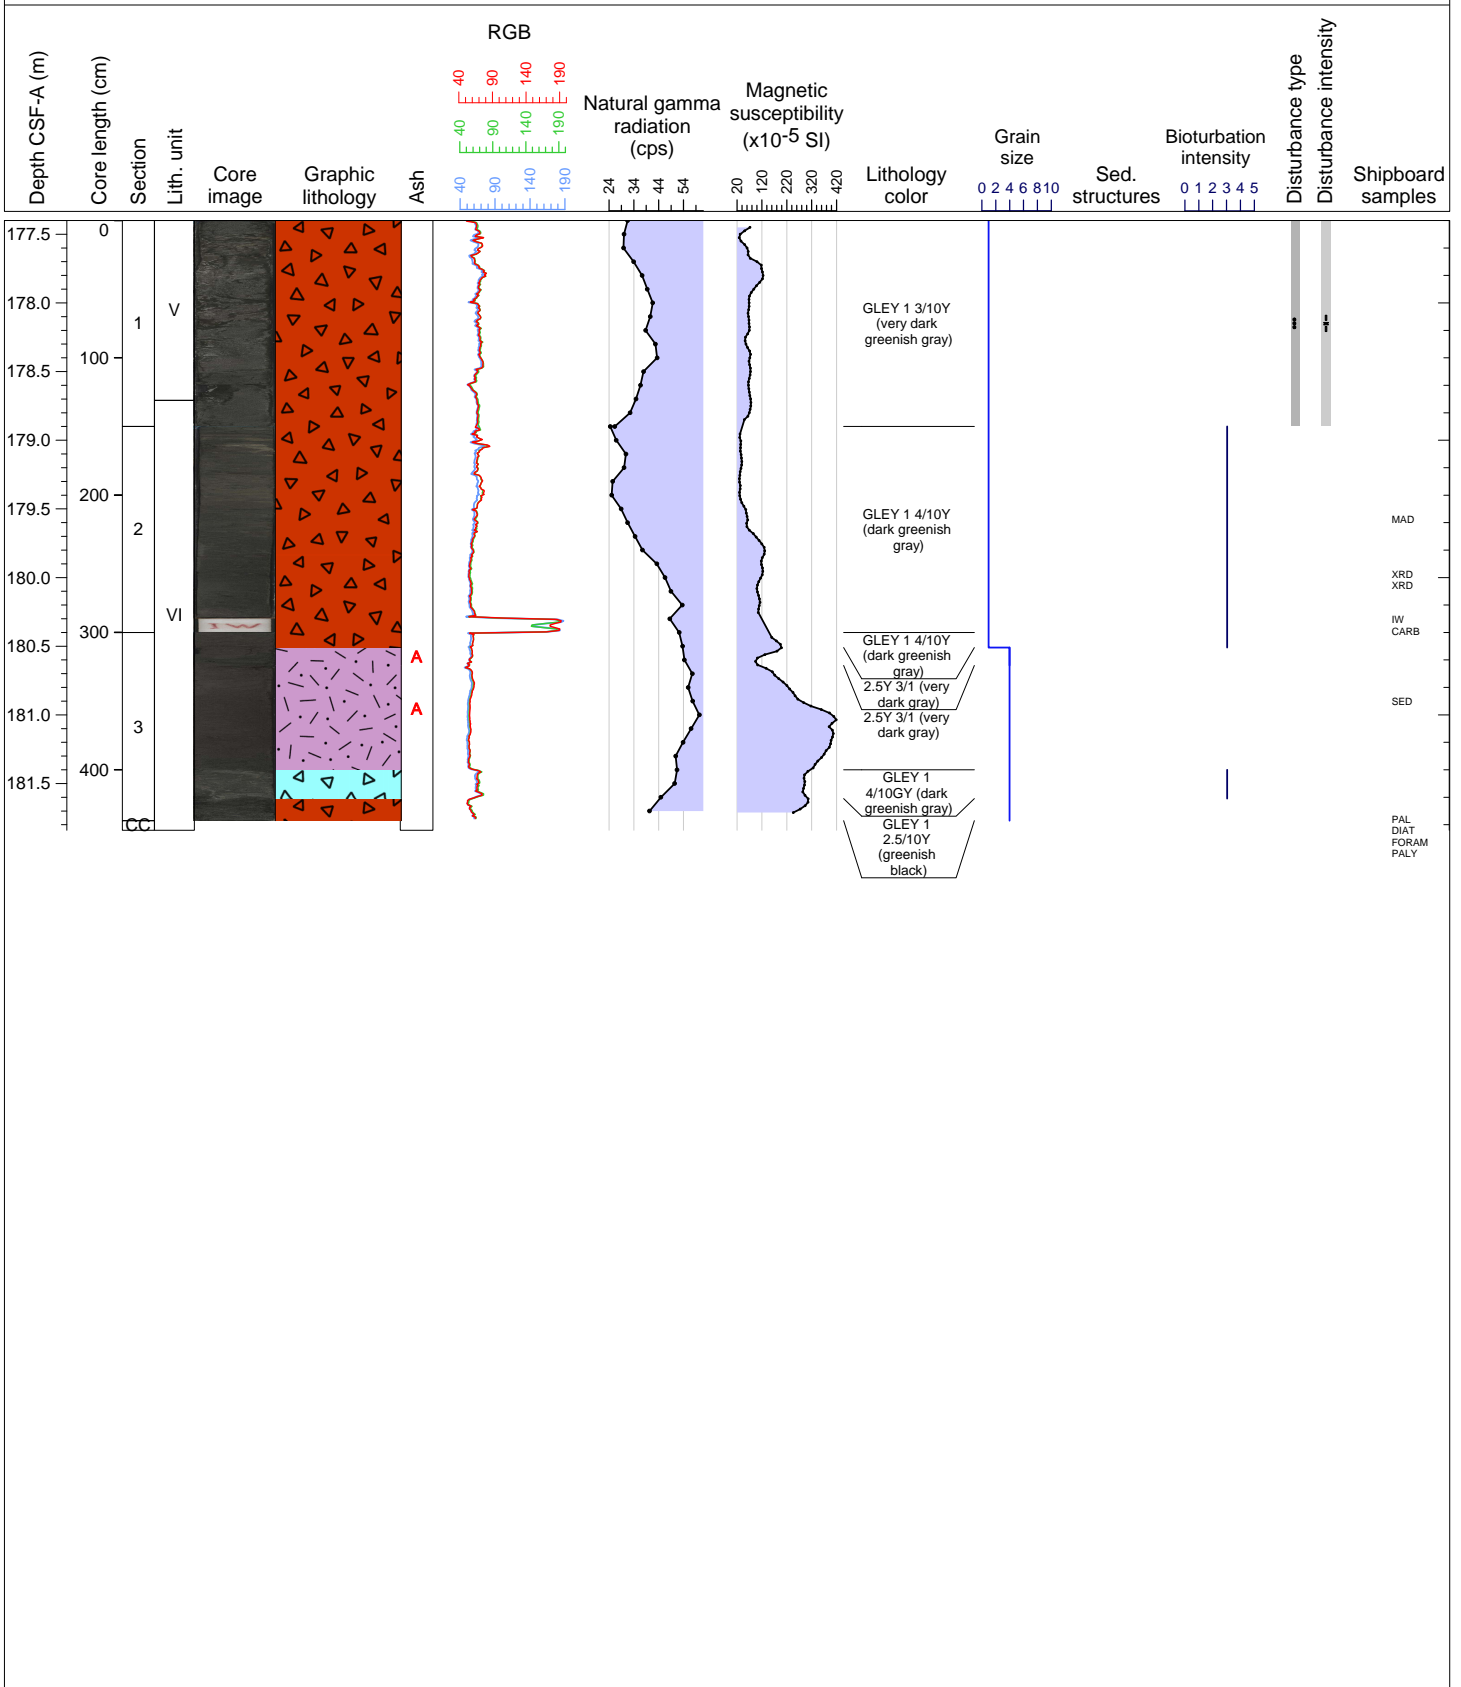 Depth CSF-A (m)
Core length (cm)
Section
Lith. unit
Core
image
Graphic
lithology
Ash
RGB
40 90 140 190
40 90 140 190
40 90 140 190
Natural gamma
radiation
(cps)
24 34 44 54
Magnetic
susceptibility
(x10-5 SI)
20 120 220 320 420
Lithology
color
Grain
size
0 2 4 6 8 10
Sed.
structures
Bioturbation
intensity
0 1 2 3 4 5
Disturbance type
Disturbance intensity
Shipboard
samples
177.5
178.0
178.5
179.0
179.5
180.0
180.5
181.0
181.5
0
100
200
300
400
1
2
3
CC
V
VI
I W
A
A
GLEY 1 3/10Y
(very dark
greenish gray)
GLEY 1 4/10Y
(dark greenish
gray)
GLEY 1 4/10Y
(dark greenish
gray)
2.5Y 3/1 (very
dark gray)
2.5Y 3/1 (very
dark gray)
GLEY 1
4/10GY (dark
greenish gray)
GLEY 1
2.5/10Y
(greenish
black)
MAD
XRD
XRD
IW
CARB
SED
PAL
DIAT
FORAM
PALY